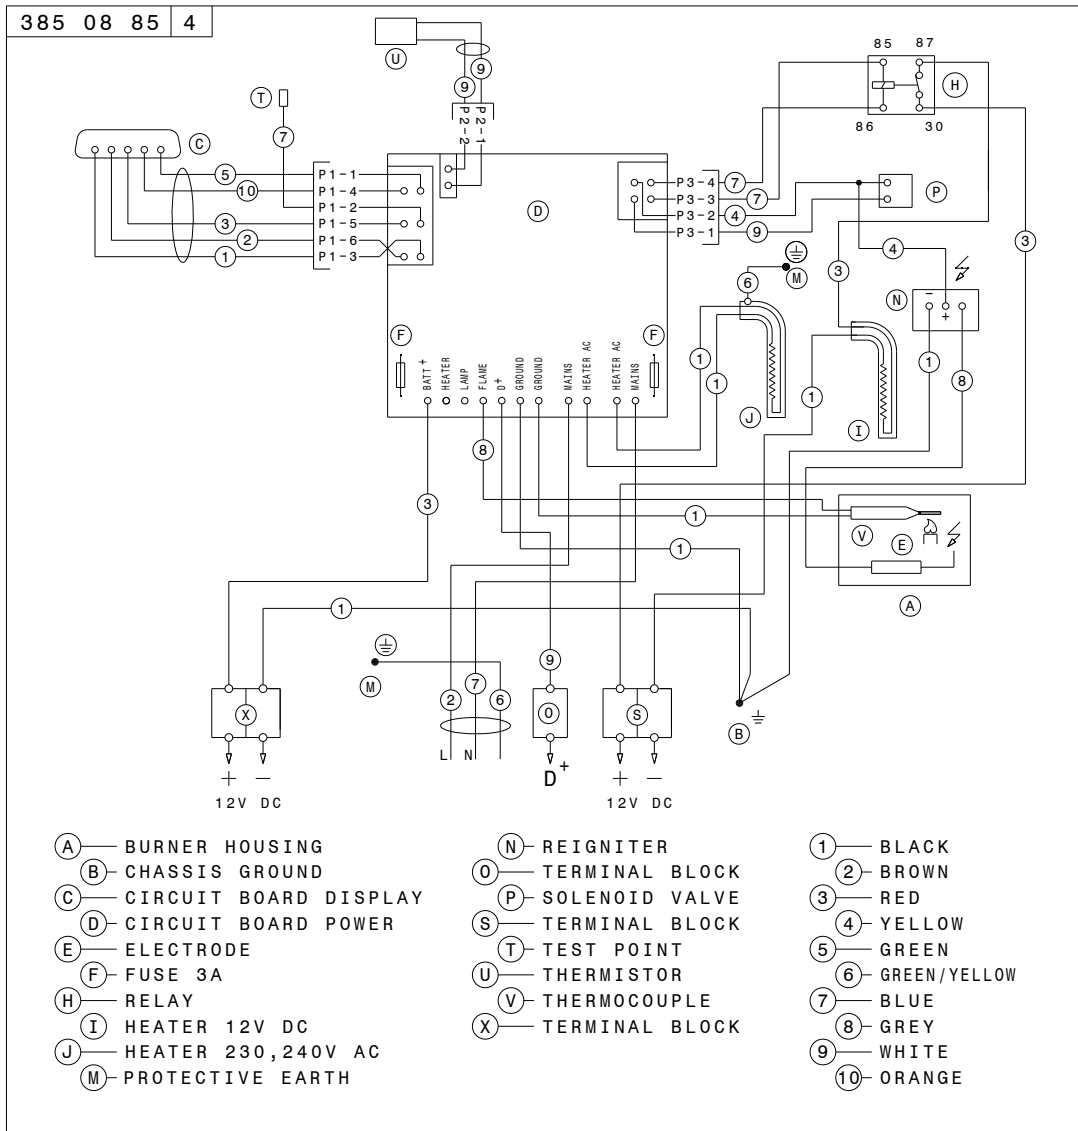 385 08 85 4
U
9
9
P2-2
P2-1
T
7
C
5
10
3
2
1
P1-1
P1-4
P1-2
P1-5
P1-6
P1-3
D
P3-4
P3-3
P3-2
P3-1
7
7
4
9
85 87
86 30
H
P
3
4
3
N
- +
1
8
M
6
J
1
1
I
1
F
F
BATT +
HEATER
LAMP
FLAME
D+
GROUND
GROUND
MAINS
HEATER AC
HEATER AC
MAINS
8
3
1
1
V
E
A
1
M
2
7
6
L N
9
O
D+
X
+ -
12V DC
S
+ -
12V DC
B
A BURNER HOUSING
B CHASSIS GROUND
C CIRCUIT BOARD DISPLAY
D CIRCUIT BOARD POWER
E ELECTRODE
F FUSE 3A
H RELAY
I HEATER 12V DC
J HEATER 230,240V AC
M PROTECTIVE EARTH
N REIGNITER
O TERMINAL BLOCK
P SOLENOID VALVE
S TERMINAL BLOCK
T TEST POINT
U THERMISTOR
V THERMOCOUPLE
X TERMINAL BLOCK
1 BLACK
2 BROWN
3 RED
4 YELLOW
5 GREEN
6 GREEN/YELLOW
7 BLUE
8 GREY
9 WHITE
10 ORANGE